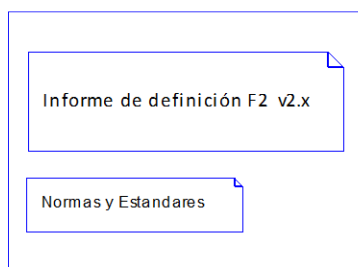 Informe de definición F2 v2.x
Normas y Estandares